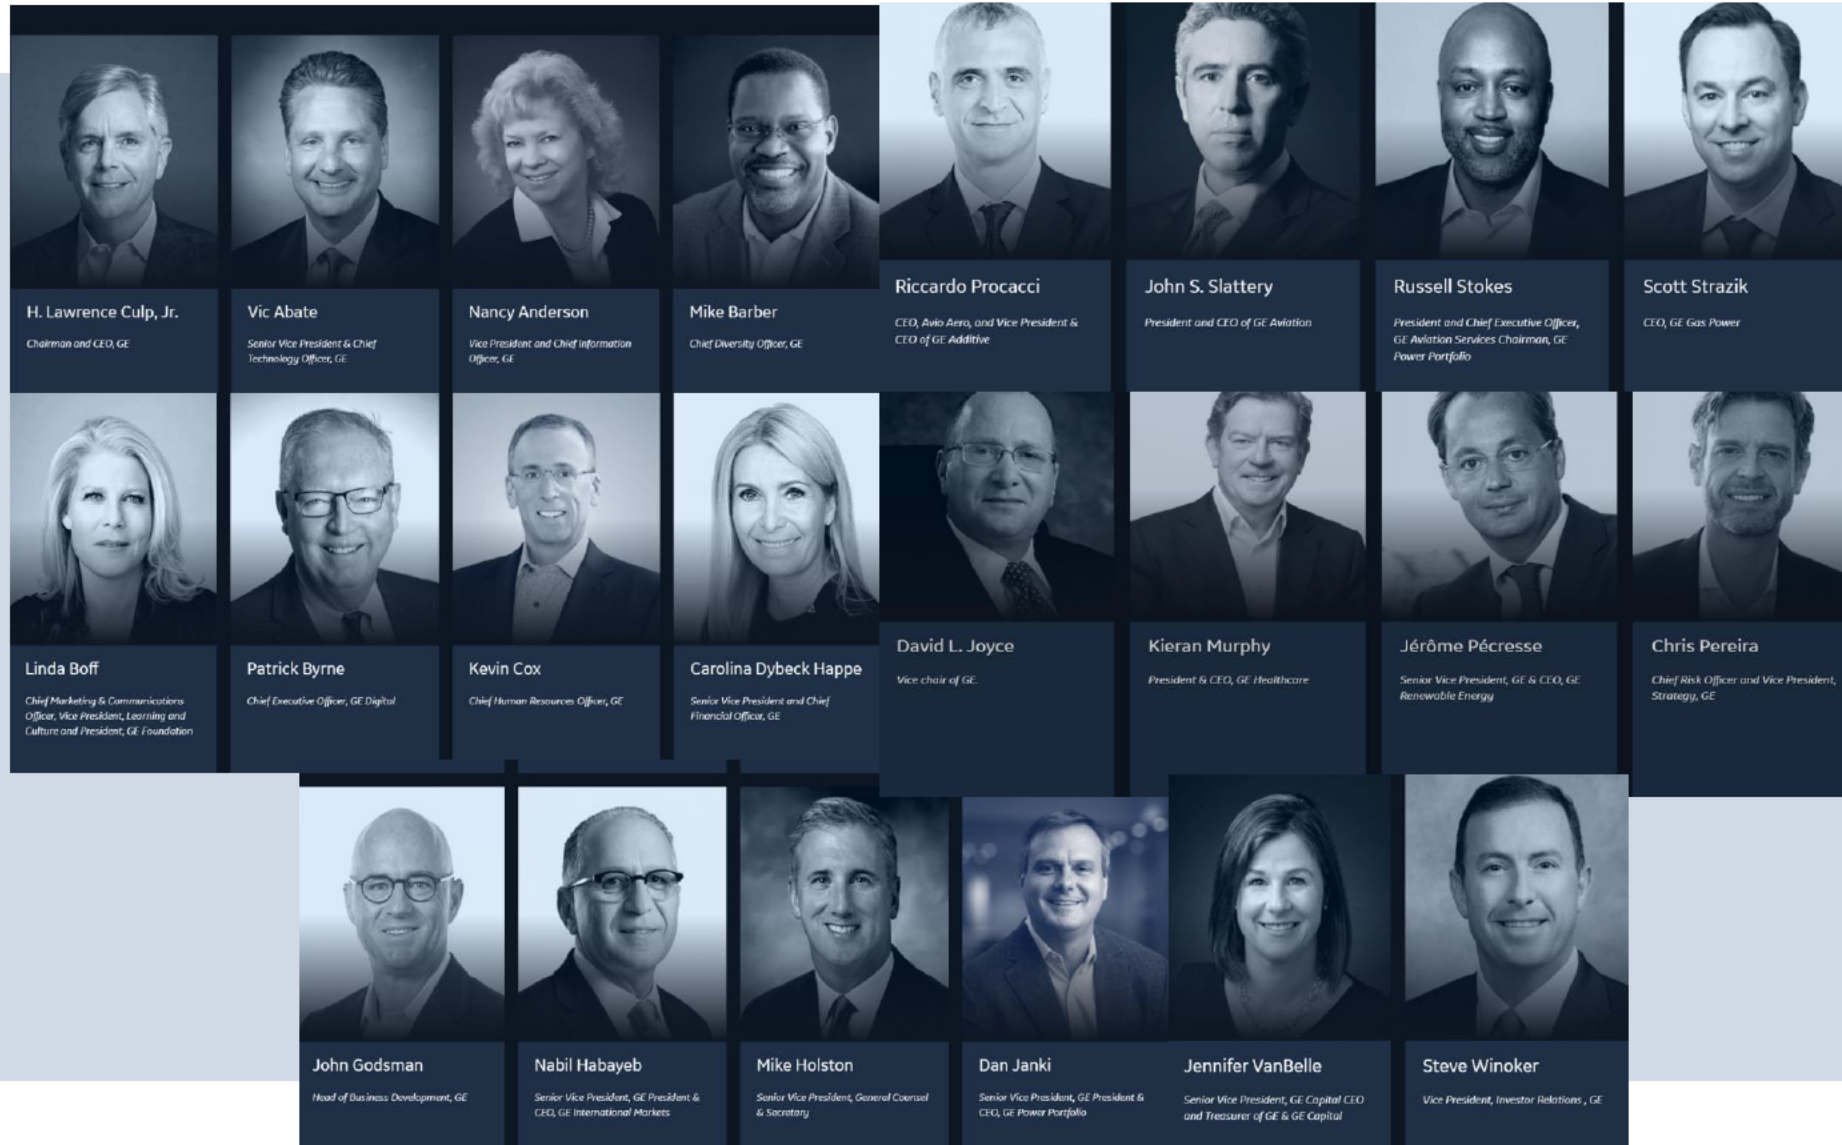 H. Lawrence Culp, Jr.
Chairman and CEO, GE
Vic Abate
Senior Vice President & Chief
Technology Officer, GE
Nancy Anderson
Vice President and Chief Information
Officer, GE
Mike Barber
Chief Diversity Officer, GE
Riccardo Procacci
CEO, Avio Aero, and Vice President &
CEO of GE Additive
John S. Slattery
President and CEO of GE Aviation
Russell Stokes
President and Chief Executive Officer,
GE Aviation Services Chairman, GE
Power Portfolio
Scott Strazik
CEO, GE Gas Power
Linda Boff
Chief Marketing & Communications
Officer, Vice President, Learning and
Culture and President, GE Foundation
Patrick Byrne
Chief Executive Officer, GE Digital
Kevin Cox
Chief Human Resources Officer, GE
Carolina Dybeck Happe
Senior Vice President and Chief
Financial Officer, GE
David L. Joyce
Vice chair of GE.
Kieran Murphy
President & CEO, GE Healthcare
Jérôme Pécresse
Senior Vice President, GE & CEO, GE
Renewable Energy
Chris Pereira
Chief Risk Officer and Vice President,
Strategy, GE
John Godsman
Head of Business Development, GE
Nabil Habayeb
Senior Vice President, GE President &
CEO, GE International Markets
Mike Holston
Senior Vice President, General Counsel
& Secretary
Dan Janki
Senior Vice President, GE President &
CEO, GE Power Portfolio
Jennifer VanBelle
Senior Vice President, GE Capital CEO
and Treasurer of GE & GE Capital
Steve Winoker
Vice President, Investor Relations , GE